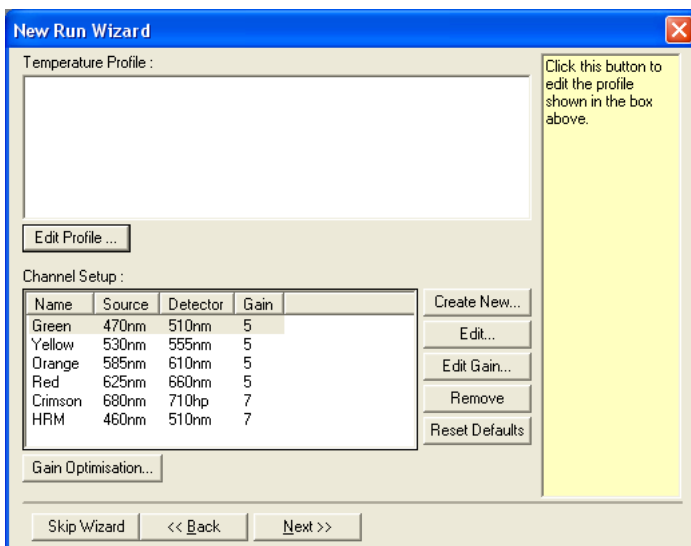 New Run Wizard
Temperature Profile :
Edit Profile ...
Channel Setup :
Name Source Detector Gain
Green 470nm 510nm 5
Yellow 530nm 555nm 5
Orange 585nm 610nm 5
Red 625nm 660nm 5
Crimson 680nm 710hp 7
HRM 460nm 510nm 7
Create New...
Edit...
Edit Gain...
Remove
Reset Defaults
Gain Optimisation...
Click this button to
edit the profile
shown in the box
above.
Skip Wizard << Back Next >>